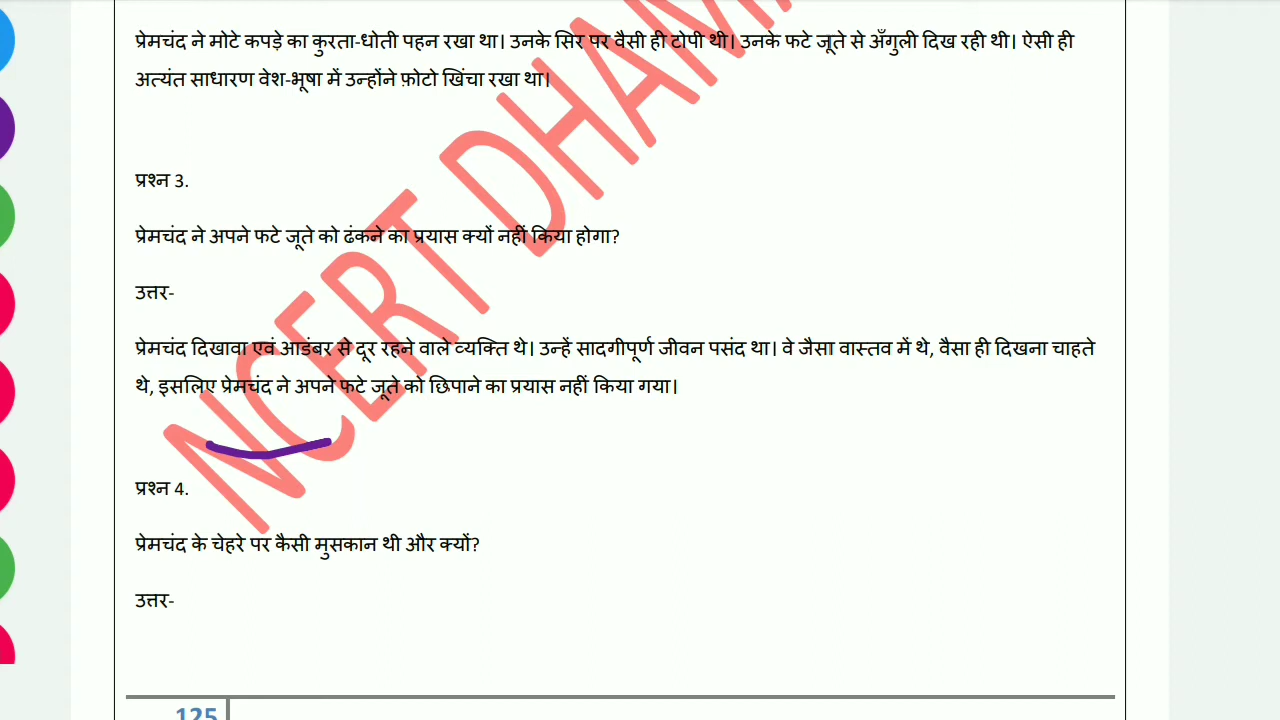 प्रेमचंद ने मोटे कपड़े का कुरता-धोती पहन रखा था। उनके सिर पर वैसी ही टोपी थी। उनके फटे जूते से अँगुली दिख रही थी। ऐसी ही
अत्यंत साधारण वेश-भूषा में उन्होंने फ़ोटो खिंचा रखा था।
प्रश्न 3.
प्रेमचंद ने अपने फटे जूते को ढंकने का प्रयास क्यों नहीं किया होगा?
उत्तर-
प्रेमचंद दिखावा एवं आडंबर से दूर रहने वाले व्यक्ति थे। उन्हें सादगीपूर्ण जीवन पसंद था। वे जैसा वास्तव में थे, वैसा ही दिखना चाहते
थे, इसलिए प्रेमचंद ने अपने फटे जूते को छिपाने का प्रयास नहीं किया गया।
प्रश्न 4.
प्रेमचंद के चेहरे पर कैसी मुसकान थी और क्यों?
उत्तर-
125
NCERT DHAM